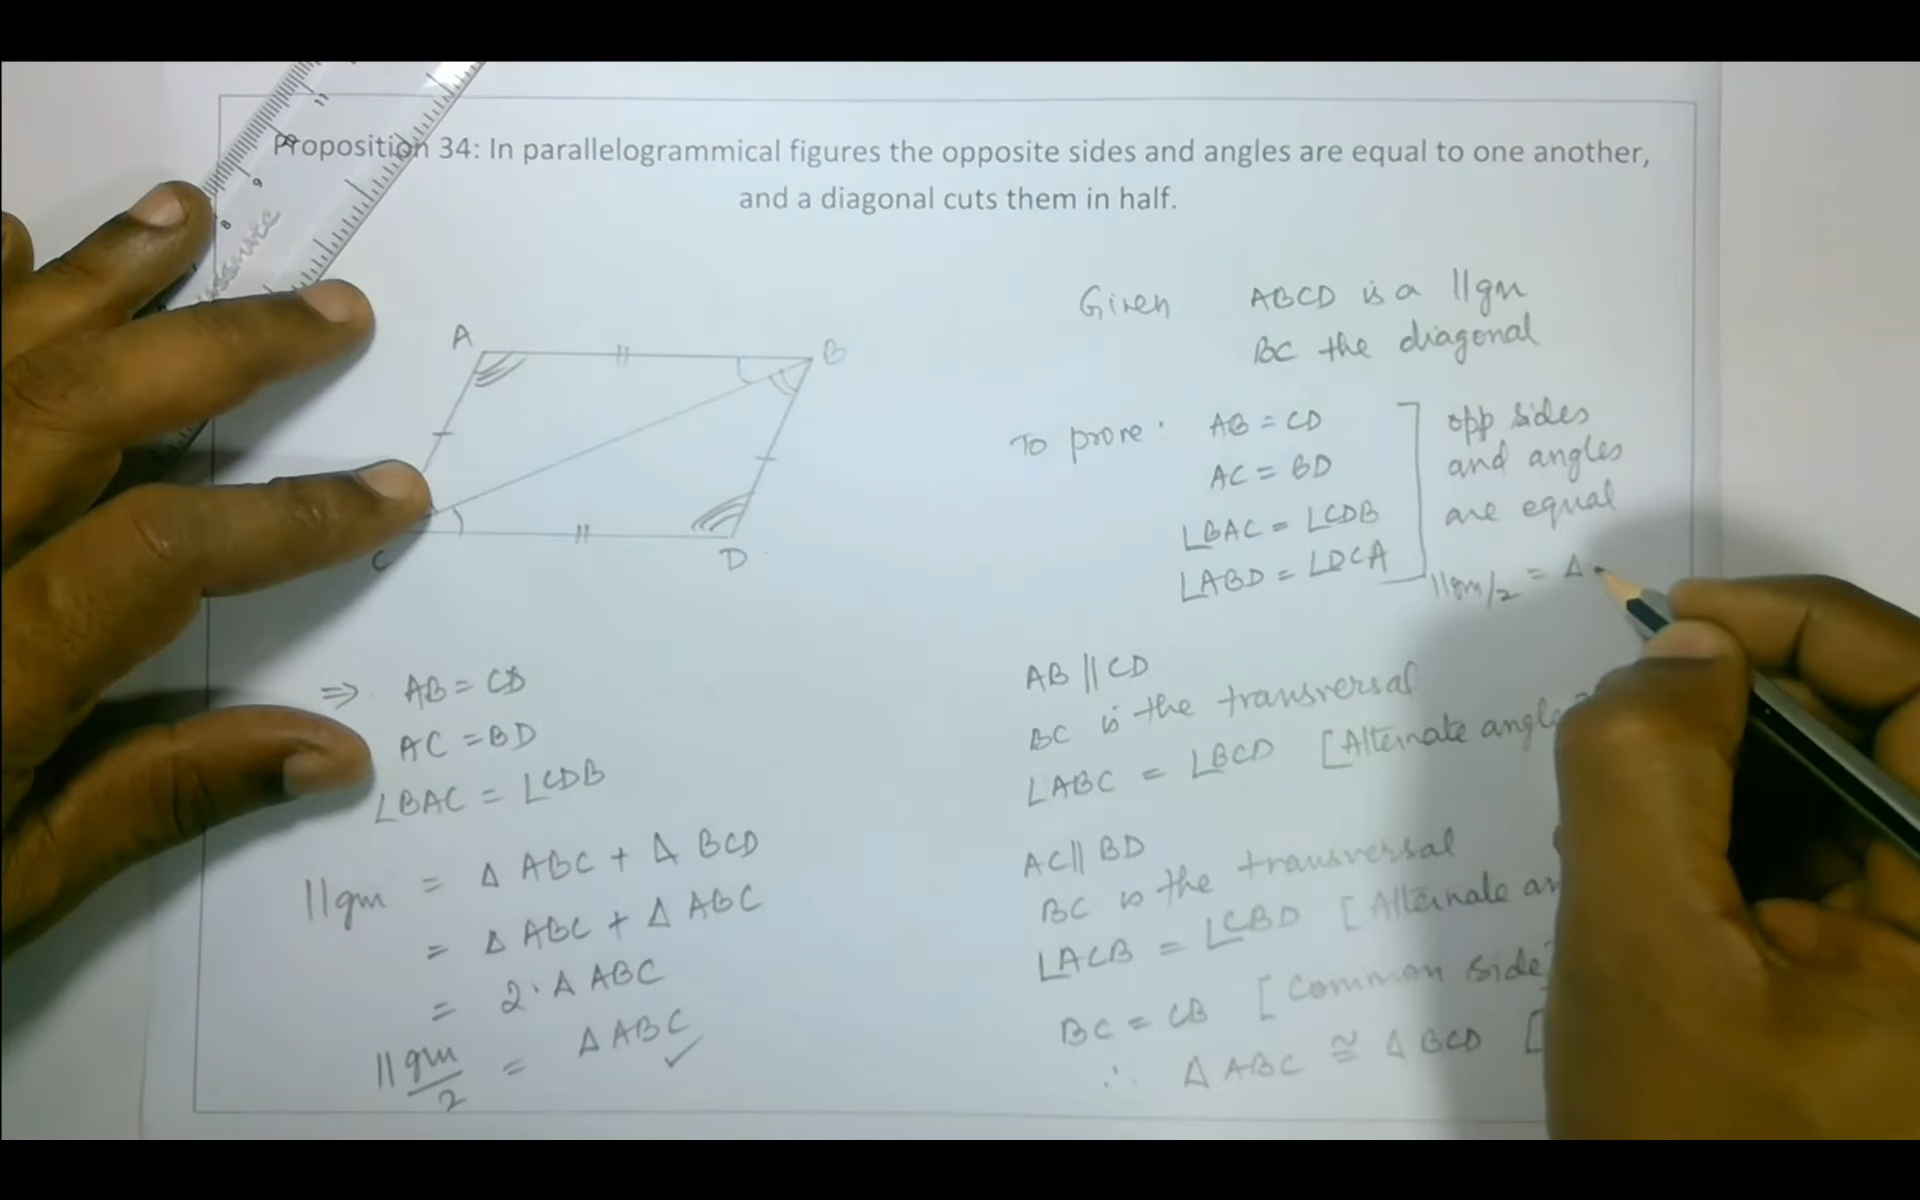 Proposition 34: In parallelogrammical figures the opposite sides and angles are equal to one another,
and a diagonal cuts them in half.
Given ABCD is a ||gm
BC the diagonal
To prove: AB = CD
AC = BD
∠BAC = ∠CDB
∠ABD = ∠DCA
opp sides
and angles
are equal
||gm/2 = Δ
A
B
C
D
⇒ AB = CD
AC = BD
∠BAC = ∠CDB
||gm = Δ ABC + Δ BCD
= Δ ABC + Δ ABC
= 2·Δ ABC
||gm/2 = Δ ABC ✓
AB || CD
BC is the transversal
∠ABC = ∠BCD [Alternate angle
AC || BD
BC is the transversal
∠ACB = ∠CBD [Alternate an
BC = CB [Common side]
∴ Δ ABC ≅ Δ BCD [
11
9
8